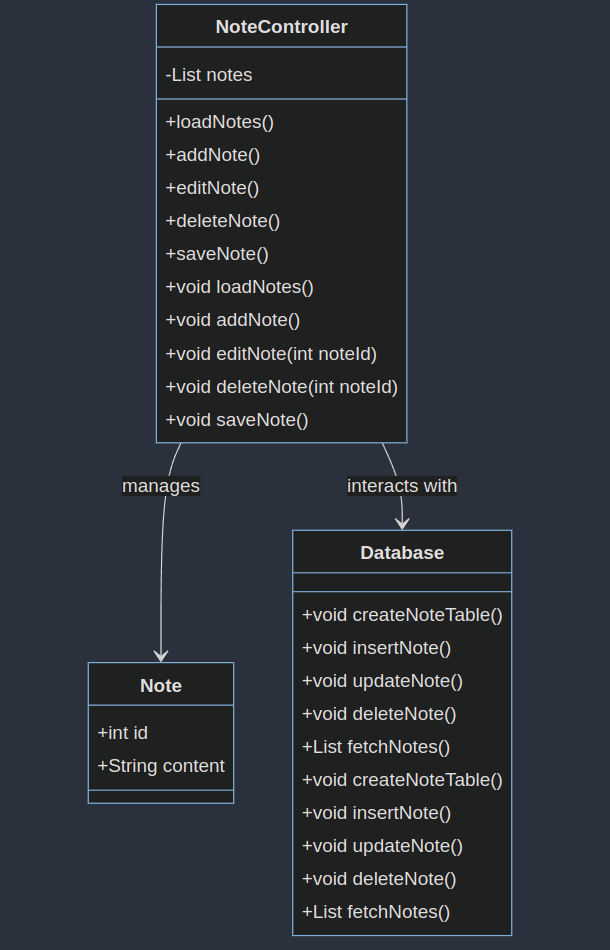 NoteController
-List notes
+loadNotes()
+addNote()
+editNote()
+deleteNote()
+saveNote()
+void loadNotes()
+void addNote()
+void editNote(int noteId)
+void deleteNote(int noteId)
+void saveNote()
manages
interacts with
Database
+void createNoteTable()
+void insertNote()
+void updateNote()
+void deleteNote()
+List fetchNotes()
+void createNoteTable()
+void insertNote()
+void updateNote()
+void deleteNote()
+List fetchNotes()
Note
+int id
+String content